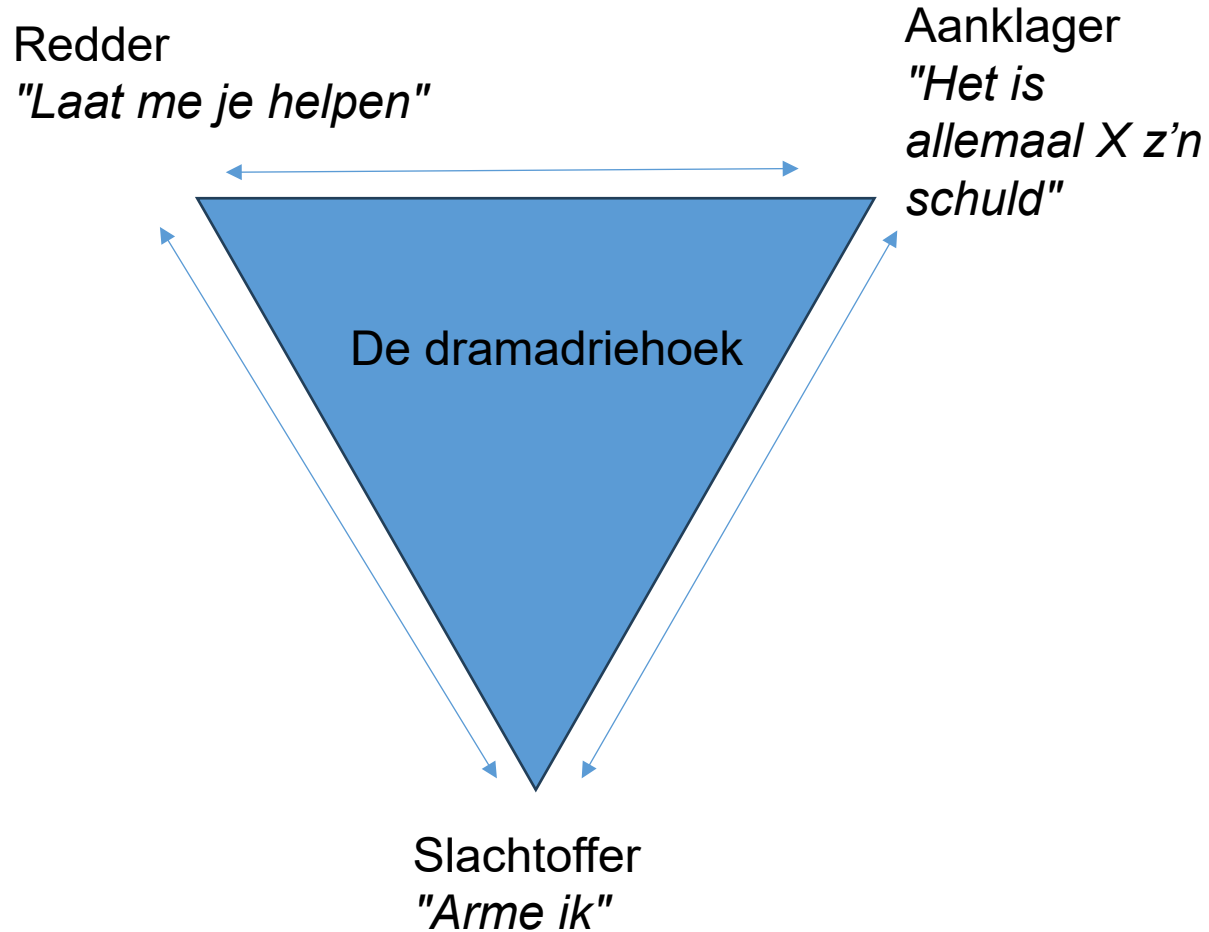 Redder
"Laat me je helpen"
Aanklager
"Het is
allemaal X z’n
schuld"
De dramadriehoek
Slachtoffer
"Arme ik"